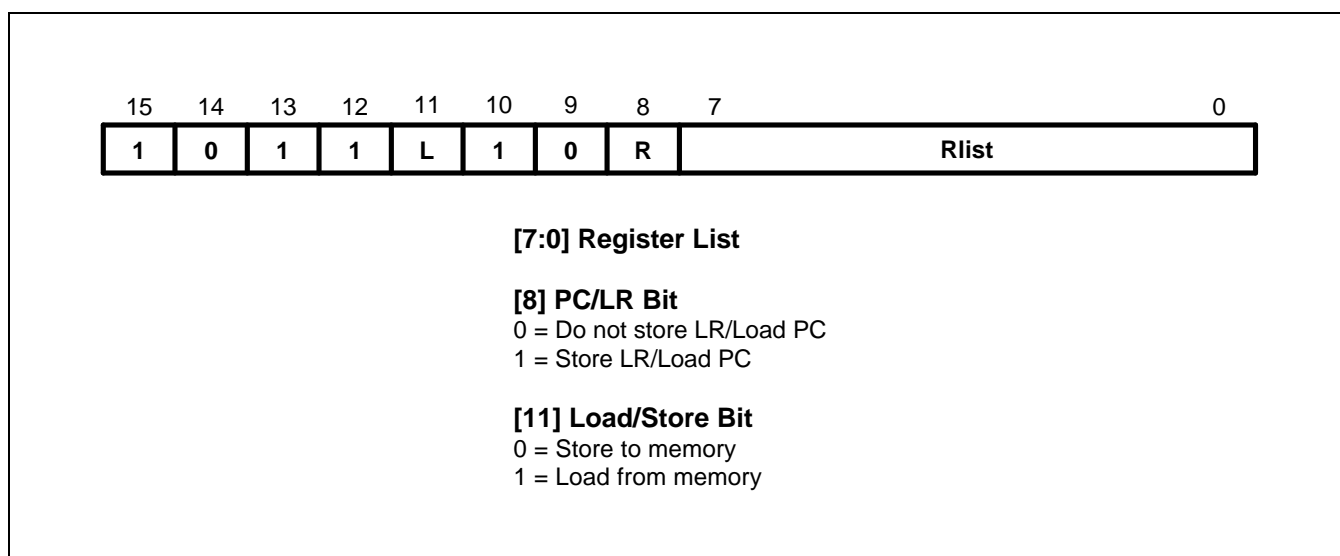 15 14 13 12 11 10 9 8 7 0
1 0 1 1 L 1 0 R Rlist
[7:0] Register List
[8] PC/LR Bit
0 = Do not store LR/Load PC
1 = Store LR/Load PC
[11] Load/Store Bit
0 = Store to memory
1 = Load from memory